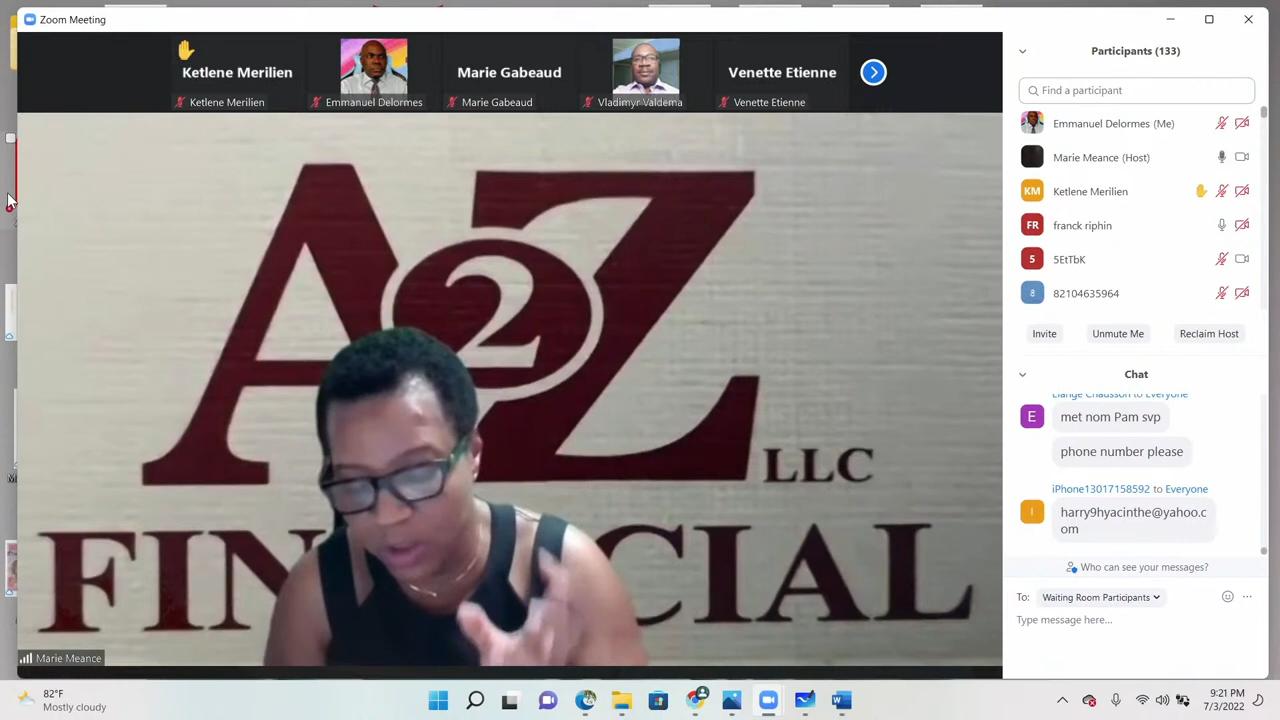 Zoom Meeting
Ketlene Merilien
Marie Gabeaud
Venette Etienne
Ketlene Merilien
Emmanuel Delormes
Marie Gabeaud
Vladimyr Valdema
Venette Etienne
A2Z
LLC
FIN CIAL
Marie Meance
Participants (133)
Find a participant
Emmanuel Delormes (Me)
Marie Meance (Host)
KM
Ketlene Merilien
FR
franck riphin
5
5EtTbK
8
82104635964
Invite
Unmute Me
Reclaim Host
Chat
Elange Chausson to Everyone
E
met nom Pam svp
phone number please
iPhone13017158592 to Everyone
I
harry9hyacinthe@yahoo.c
om
Who can see your messages?
To: Waiting Room Participants
Type message here...
82°F
Mostly cloudy
9:21 PM
7/3/2022